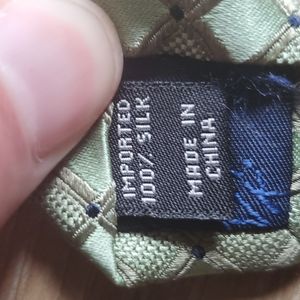 IMPORTED
100% SILK
MADE IN
CHINA